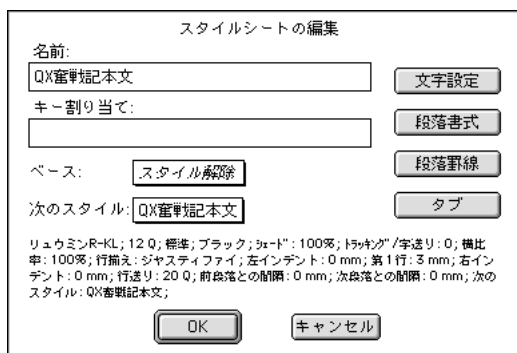 スタイルシートの編集
名前:
QX奮戦記本文
文字設定
キー割り当て:
段落書式
ベース: スタイル解除
段落罫線
次のスタイル: QX奮戦記本文
タブ
リュウミンR-KL; 12 Q; 標準; ブラック; ｼｪｰﾄﾞ: 100%; ﾄﾗｯｷﾝｸﾞ/字送り: 0; 横比
率: 100%; 行揃え: ジャスティファイ; 左インデント: 0 mm; 第1行: 3 mm; 右イン
デント: 0 mm; 行送り: 20 Q; 前段落との間隔: 0 mm; 次段落との間隔: 0 mm; 次の
スタイル: QX奮戦記本文;
OK キャンセル